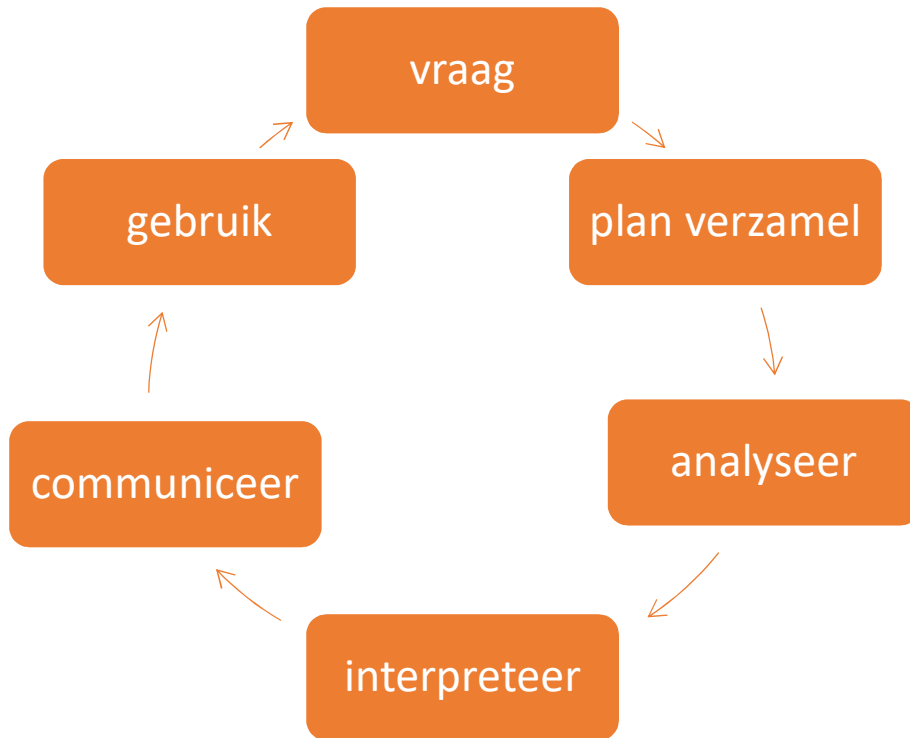 vraag
plan verzamel
analyseer
interpreteer
communiceer
gebruik